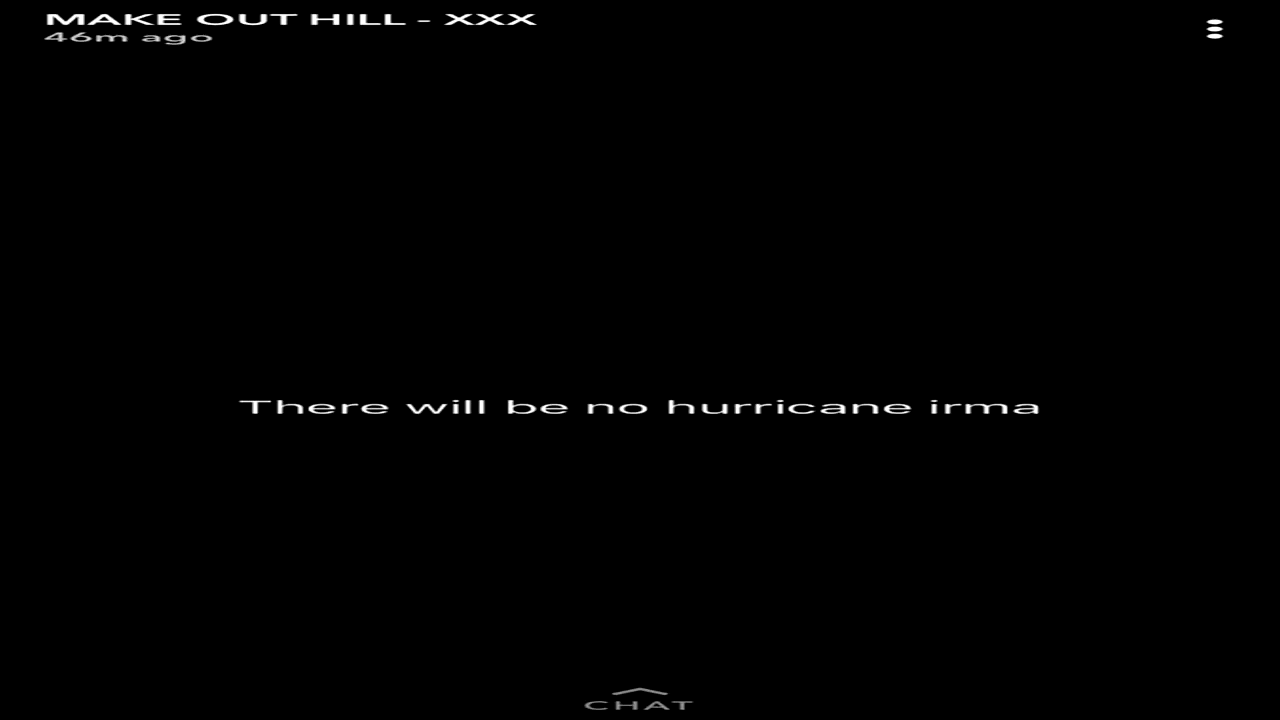 MAKE OUT HILL - XXX
46m ago
There will be no hurricane irma
CHAT